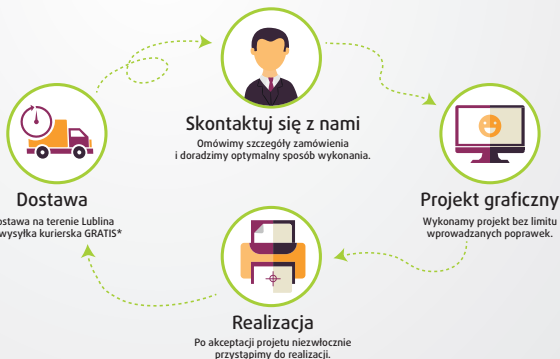 Skontaktuj się z nami
Omówimy szczegóły zamówienia
i doradzimy optymalny sposób wykonania.
Projekt graficzny
Wykonamy projekt bez limitu
wprowadzanych poprawek.
Realizacja
Po akceptacji projetu niezwłocznie
przystąpimy do realizacji.
Dostawa
ostawa na terenie Lublina
wysyłka kurierska GRATIS*